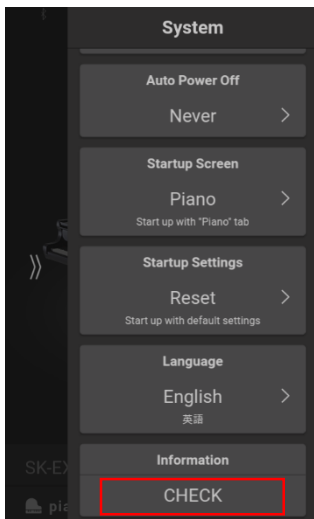 System
Auto Power Off
Never
Startup Screen
Piano
Start up with "Piano" tab
Startup Settings
Reset
Start up with default settings
Language
English
英語
SK-EX
Information
CHECK
pia